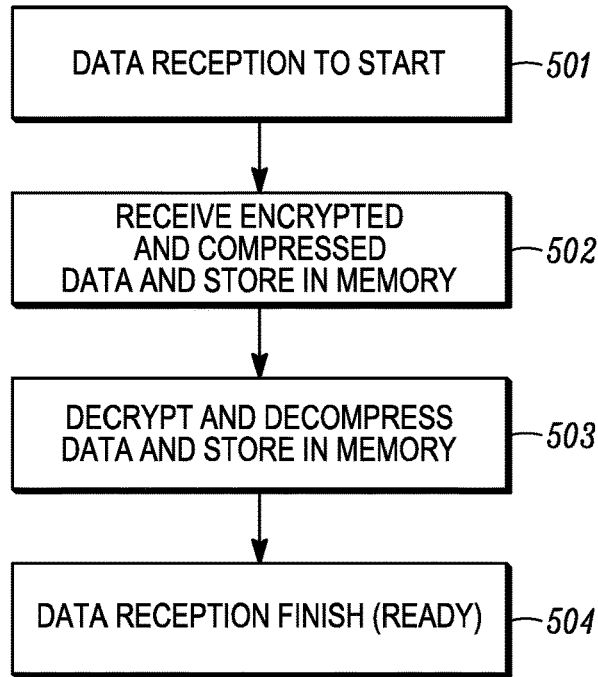 DATA RECEPTION TO START
501
RECEIVE ENCRYPTED
AND COMPRESSED
DATA AND STORE IN MEMORY
502
DECRYPT AND DECOMPRESS
DATA AND STORE IN MEMORY
503
DATA RECEPTION FINISH (READY)
504